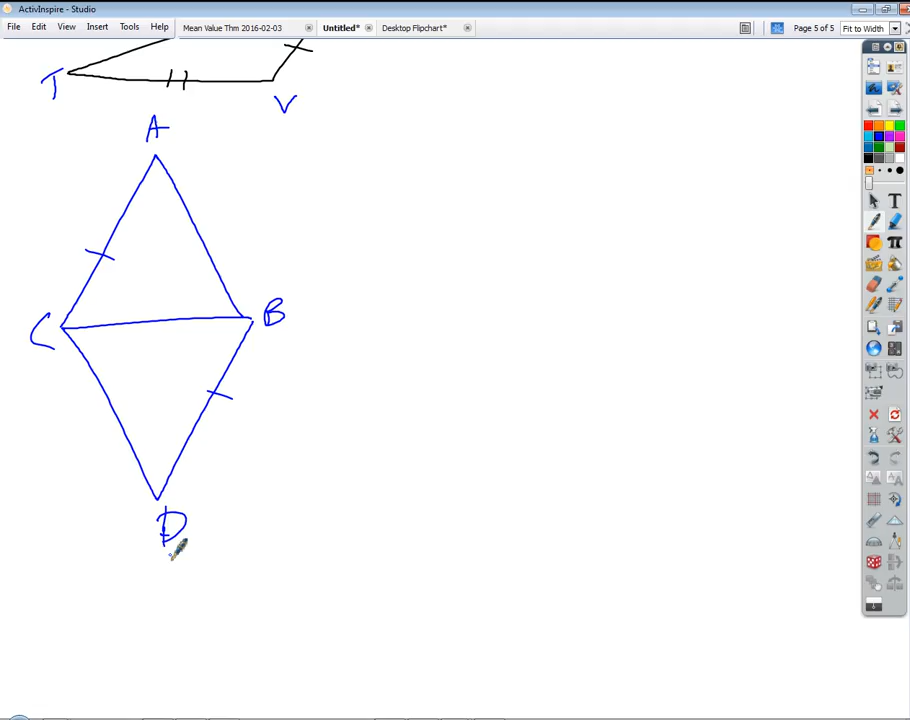 ActivInspire - Studio
File Edit View Insert Tools Help Mean Value Thm 2016-02-03 Untitled* Desktop Flipchart* Page 5 of 5 Fit to Width
T
V
A
C
B
D